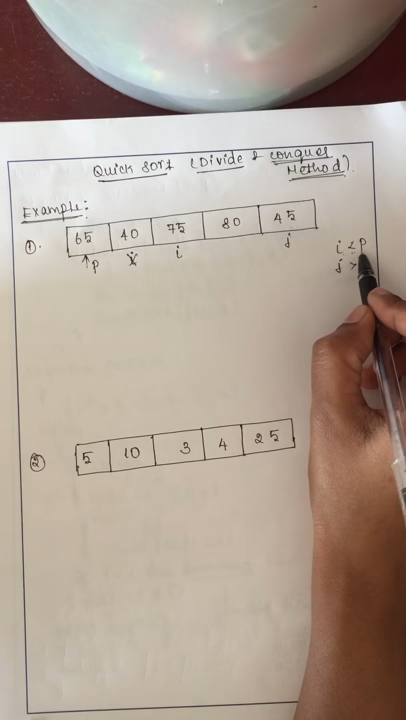 Quick sort (Divide & conquer
Method).
Example:
①. 65 40 75 80 45
↑p i i j
i < p
j >
② 5 10 3 4 25